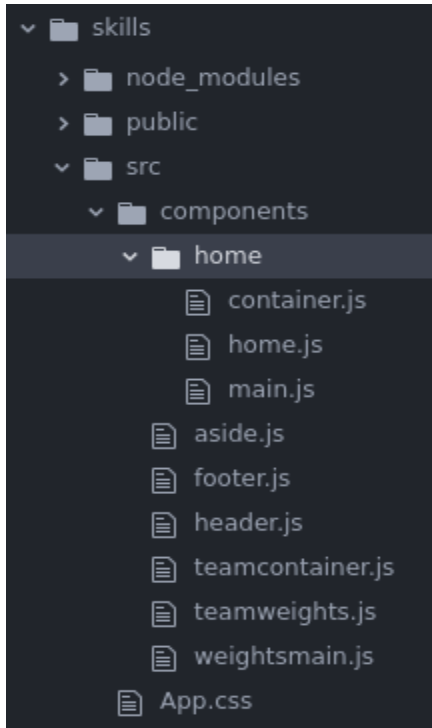 skills
node_modules
public
src
components
home
container.js
home.js
main.js
aside.js
footer.js
header.js
teamcontainer.js
teamweights.js
weightsmain.js
App.css